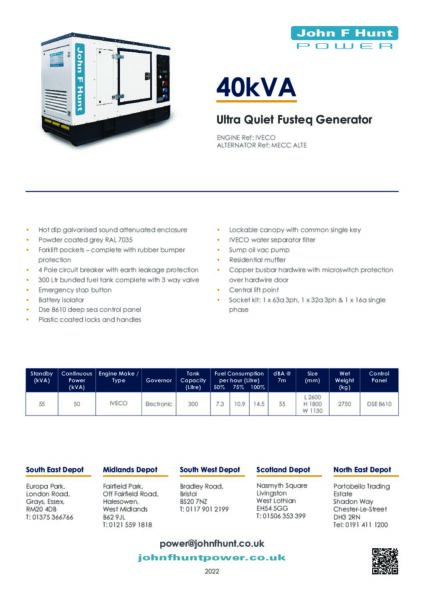 John F Hunt
POWER
John F Hunt
40kVA
Ultra Quiet Fusteq Generator
ENGINE Ref: IVECO
ALTERNATOR Ref: MECC ALTE
• Hot dip galvanised sound attenuated enclosure
• Powder coated grey RAL 7035
• Forklift pockets – complete with rubber bumper
protection
• 4 Pole circuit breaker with earth leakage protection
• 300 Ltr bunded fuel tank complete with 3 way valve
• Emergency stop button
• Battery isolator
• Dse 8610 deep sea control panel
• Plastic coated locks and handles
• Lockable canopy with common single key
• IVECO water separator filter
• Sump oil vac pump
• Residential muffler
• Copper busbar hardwire with microswitch protection
over hardwire door
• Central lift point
• Socket kit: 1 x 63a 3ph, 1 x 32a 3ph & 1 x 16a single
phase
Standby (kVA) Continuous Power (kVA) Engine Make / Type Governor Tank Capacity (Litre) Fuel Consumption per hour (Litre) 50% 75% 100% dBA @ 7m Size (mm) Wet Weight (kg) Control Panel
55 50 IVECO Electronic 300 7.3 10.9 14.5 55 L 2600 H 1800 W 1150 2750 DSE 8610
South East Depot
Europa Park,
London Road,
Grays, Essex,
RM20 4DB
T: 01375 366766
Midlands Depot
Fairfield Park,
Off Fairfield Road,
Halesowen,
West Midlands
B62 9JL
T: 0121 559 1818
South West Depot
Bradley Road,
Bristol
BS20 7NZ
T: 0117 901 2199
Scotland Depot
Nasmyth Square
Livingston
West Lothian
EH54 5GG
T: 01506 353 399
North East Depot
Portobello Trading
Estate
Shadon Way
Chester-Le-Street
DH3 2RN
Tel: 0191 411 1200
power@johnfhunt.co.uk
johnfhuntpower.co.uk
2022